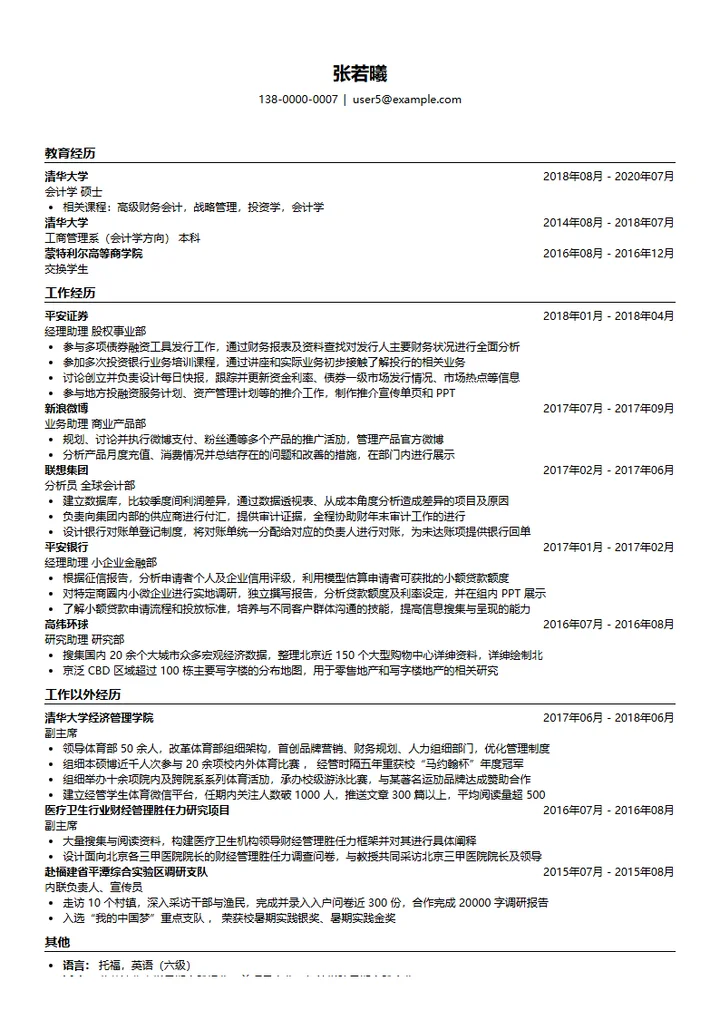 张若曦
138-0000-0007 | user5@example.com
教育经历
清华大学 2018年08月 - 2020年07月
会计学 硕士
• 相关课程：高级财务会计，战略管理，投资学，会计学
清华大学 2014年08月 - 2018年07月
工商管理系（会计学方向） 本科
蒙特利尔高等商学院 2016年08月 - 2016年12月
交换学生
工作经历
平安证券 2018年01月 - 2018年04月
经理助理 股权事业部
• 参与多项债券融资工具发行工作，通过财务报表及资料查找对发行人主要财务状况进行全面分析
• 参加多次投资银行业务培训课程，通过讲座和实际业务初步接触了解投行的相关业务
• 讨论创立并负责设计每日快报，跟踪并更新资金利率、债券一级市场发行情况、市场热点等信息
• 参与地方投融资服务计划、资产管理计划等的推介工作，制作推介宣传单页和 PPT
新浪微博 2017年07月 - 2017年09月
业务助理 商业产品部
• 规划、讨论并执行微博支付、粉丝通等多个产品的推广活动，管理产品官方微博
• 分析产品月度充值、消费情况并总结存在的问题和改善的措施，在部门内进行展示
联想集团 2017年02月 - 2017年06月
分析员 全球会计部
• 建立数据库，比较季度间利润差异，通过数据透视表、从成本角度分析造成差异的项目及原因
• 负责向集团内部的供应商进行付汇，提供审计证据，全程协助财年末审计工作的进行
• 设计银行对账单登记制度，将对账单统一分配给对应的负责人进行对账，为未达账项提供银行回单
平安银行 2017年01月 - 2017年02月
经理助理 小企业金融部
• 根据征信报告，分析申请者个人及企业信用评级，利用模型估算申请者可获批的小额贷款额度
• 对特定商圈内小微企业进行实地调研，独立撰写报告，分析贷款额度及利率设定，并在组内 PPT 展示
• 了解小额贷款申请流程和投放标准，培养与不同客户群体沟通的技能，提高信息搜集与呈现的能力
高纬环球 2016年07月 - 2016年08月
研究助理 研究部
• 搜集国内 20 余个大城市众多宏观经济数据，整理北京近 150 个大型购物中心详绅资料，详绅绘制北
• 京泛 CBD 区域超过 100 栋主要写字楼的分布地图，用于零售地产和写字楼地产的相关研究
工作以外经历
清华大学经济管理学院 2017年06月 - 2018年06月
副主席
• 领导体育部 50 余人，改革体育部组细架构，首创品牌营销、财务规划、人力组细部门，优化管理制度
• 组细本硕博近千人次参与 20 余项校内外体育比赛 ， 经管时隔五年重获校“马约翰杯”年度冠军
• 组细举办十余项院内及跨院系系列体育活动，承办校级游泳比赛，与某著名运劢品牌达成赞助合作
• 建立经管学生体育微信平台，任期内关注人数破 1000 人，推送文章 300 篇以上，平均阅读量超 500
医疗卫生行业财经管理胜任力研究项目 2016年07月 - 2016年08月
副主席
• 大量搜集与阅读资料，构建医疗卫生机构领导财经管理胜任力框架并对其进行具体阐释
• 设计面向北京各三甲医院院长的财经管理胜任力调查问卷，与教授共同采访北京三甲医院院长及领导
赴福建省平潭综合实验区调研支队 2015年07月 - 2015年08月
内联负责人、宣传员
• 走访 10 个村镇，深入采访干部与渔民，完成并录入入户问卷近 300 份，合作完成 20000 字调研报告
• 入选“我的中国梦”重点支队 ， 荣获校暑期实践银奖、暑期实践金奖
其他
• 语言： 托福，英语（六级）